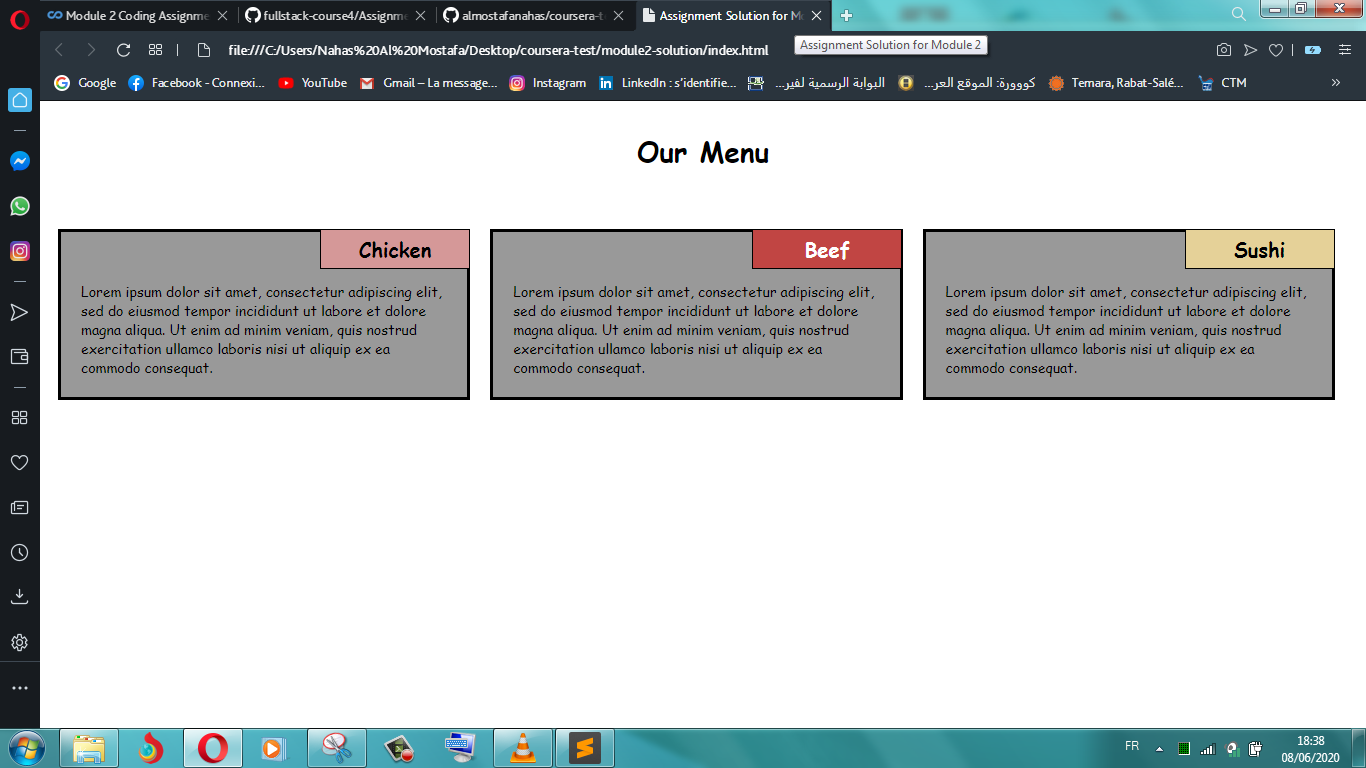 Module 2 Coding Assignme
fullstack-course4/Assignme
almostafanahas/coursera-t
Assignment Solution for M
file:///C:/Users/Nahas%20Al%20Mostafa/Desktop/coursera-test/module2-solution/index.html
Assignment Solution for Module 2
Google
Facebook - Connexi...
YouTube
Gmail – La message...
Instagram
LinkedIn : s'identifie...
البوابة الرسمية لفير...
كووورة: الموقع العر...
Temara, Rabat-Salé...
CTM
Our Menu
Chicken
Lorem ipsum dolor sit amet, consectetur adipiscing elit,
sed do eiusmod tempor incididunt ut labore et dolore
magna aliqua. Ut enim ad minim veniam, quis nostrud
exercitation ullamco laboris nisi ut aliquip ex ea
commodo consequat.
Beef
Lorem ipsum dolor sit amet, consectetur adipiscing elit,
sed do eiusmod tempor incididunt ut labore et dolore
magna aliqua. Ut enim ad minim veniam, quis nostrud
exercitation ullamco laboris nisi ut aliquip ex ea
commodo consequat.
Sushi
Lorem ipsum dolor sit amet, consectetur adipiscing elit,
sed do eiusmod tempor incididunt ut labore et dolore
magna aliqua. Ut enim ad minim veniam, quis nostrud
exercitation ullamco laboris nisi ut aliquip ex ea
commodo consequat.
FR
18:38
08/06/2020